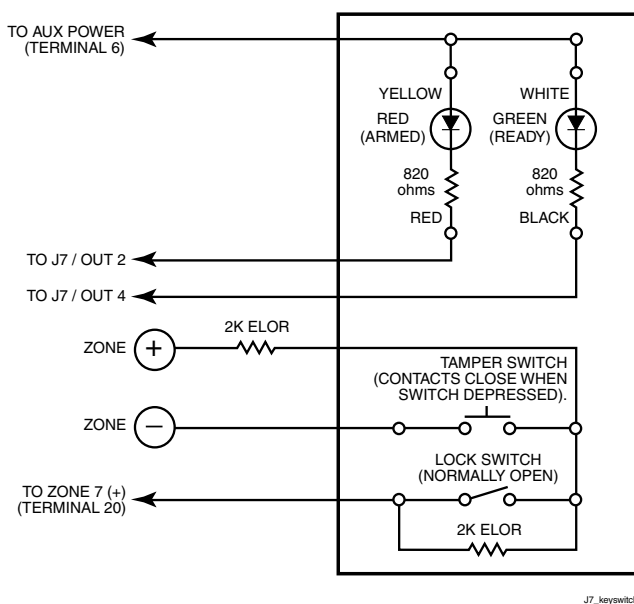 TO AUX POWER
(TERMINAL 6)
YELLOW
WHITE
RED
(ARMED)
GREEN
(READY)
820
ohms
820
ohms
RED
BLACK
TO J7 / OUT 2
TO J7 / OUT 4
2K ELOR
ZONE +
TAMPER SWITCH
(CONTACTS CLOSE WHEN
SWITCH DEPRESSED).
ZONE −
LOCK SWITCH
(NORMALLY OPEN)
TO ZONE 7 (+)
(TERMINAL 20)
2K ELOR